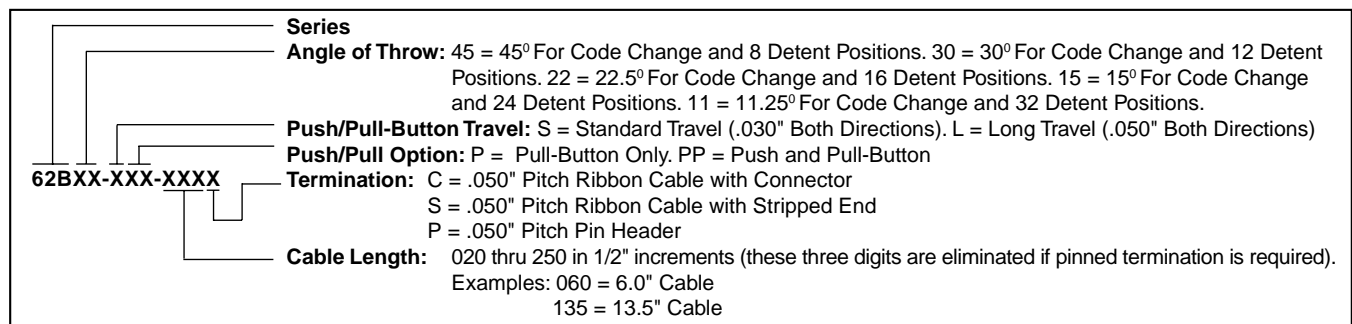 Series
Angle of Throw: 45 = 45⁰ For Code Change and 8 Detent Positions. 30 = 30⁰ For Code Change and 12 Detent
Positions. 22 = 22.5⁰ For Code Change and 16 Detent Positions. 15 = 15⁰ For Code Change
and 24 Detent Positions. 11 = 11.25⁰ For Code Change and 32 Detent Positions.
Push/Pull-Button Travel: S = Standard Travel (.030" Both Directions). L = Long Travel (.050" Both Directions)
Push/Pull Option: P = Pull-Button Only. PP = Push and Pull-Button
62BXX-XXX-XXXX
Termination: C = .050" Pitch Ribbon Cable with Connector
S = .050" Pitch Ribbon Cable with Stripped End
P = .050" Pitch Pin Header
Cable Length: 020 thru 250 in 1/2" increments (these three digits are eliminated if pinned termination is required).
Examples: 060 = 6.0" Cable
135 = 13.5" Cable